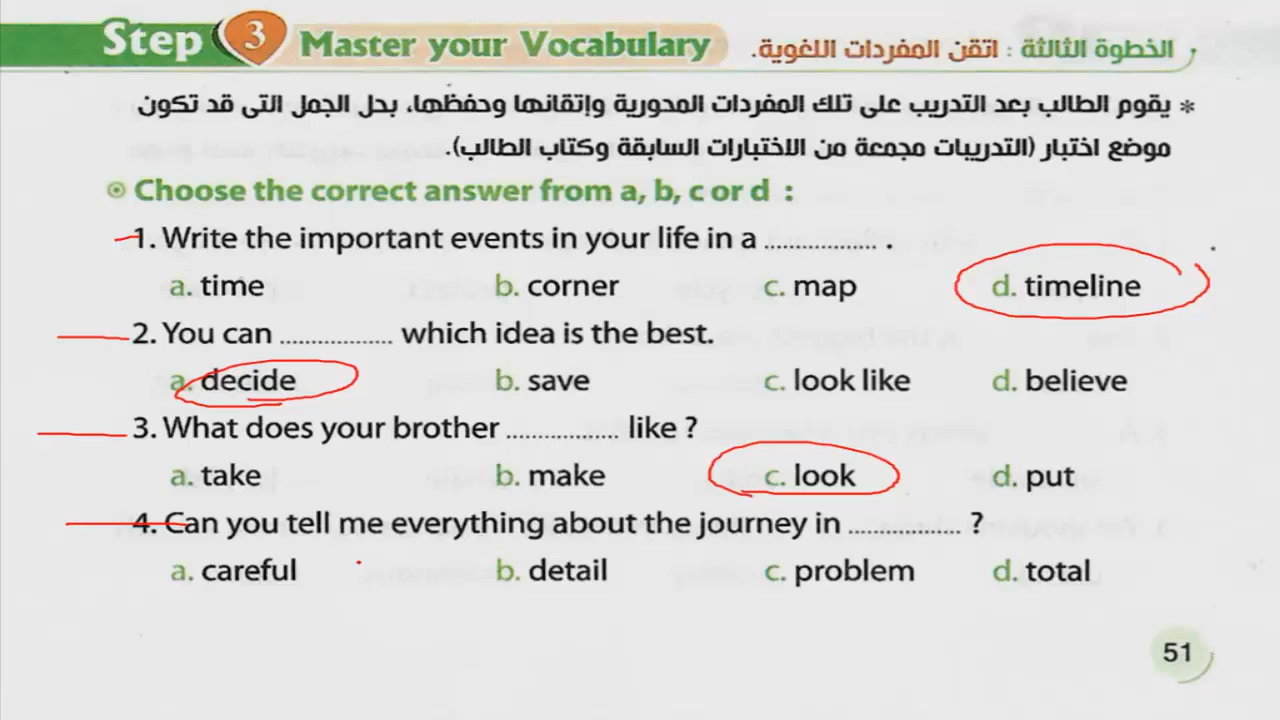 Step 3 Master your Vocabulary الخطوة الثالثة : اتقن المفردات اللغوية.
* يقوم الطالب بعد التدريب على تلك المفردات المحورية وإتقانها وحفظها، بحل الجمل التى قد تكون
موضع اختبار (التدريبات مجمعة من الاختبارات السابقة وكتاب الطالب).
Choose the correct answer from a, b, c or d :
1. Write the important events in your life in a .................. .
a. time b. corner c. map d. timeline
2. You can .................. which idea is the best.
a. decide b. save c. look like d. believe
3. What does your brother .................. like ?
a. take b. make c. look d. put
4. Can you tell me everything about the journey in .................. ?
a. careful b. detail c. problem d. total
51